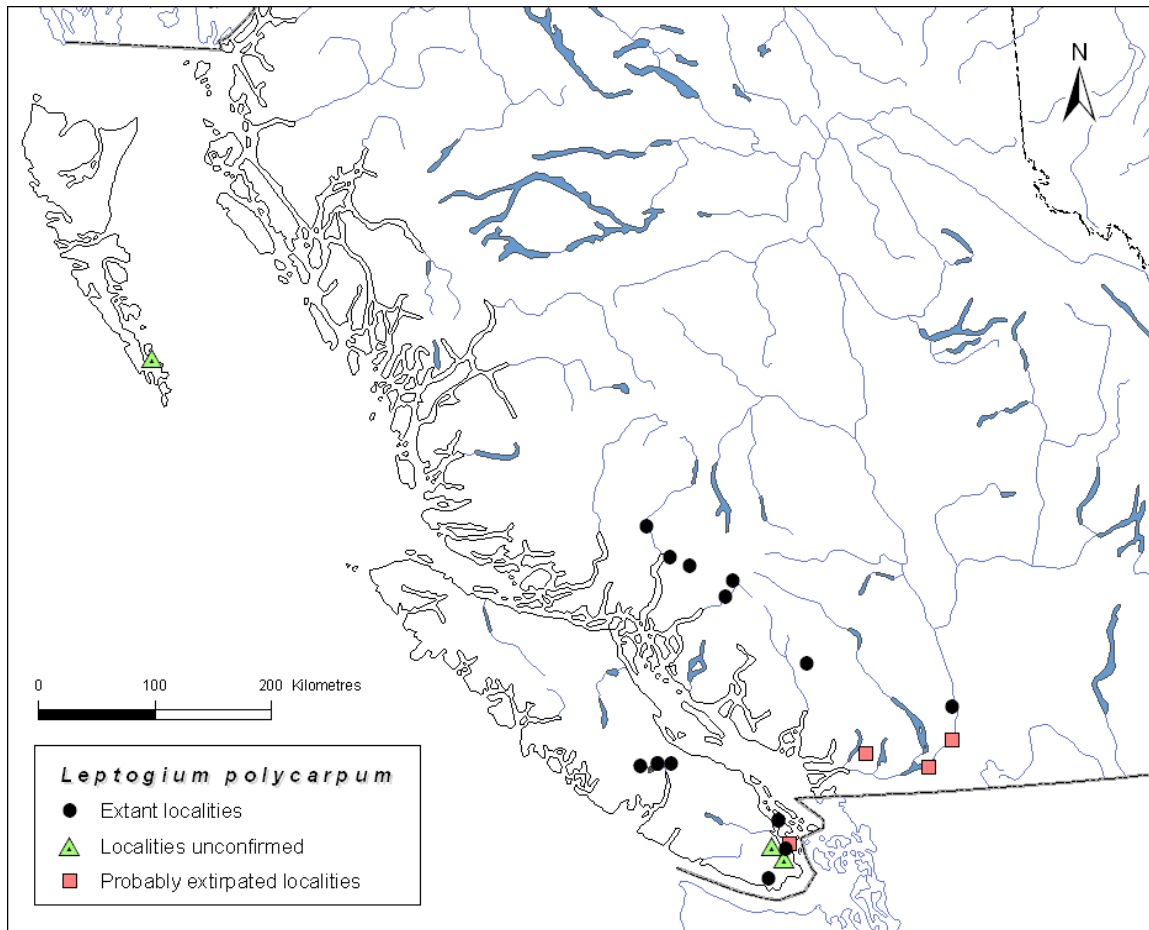 N
0 100 200 Kilometres
Leptogium polycarpum
Extant localities
Localities unconfirmed
Probably extirpated localities